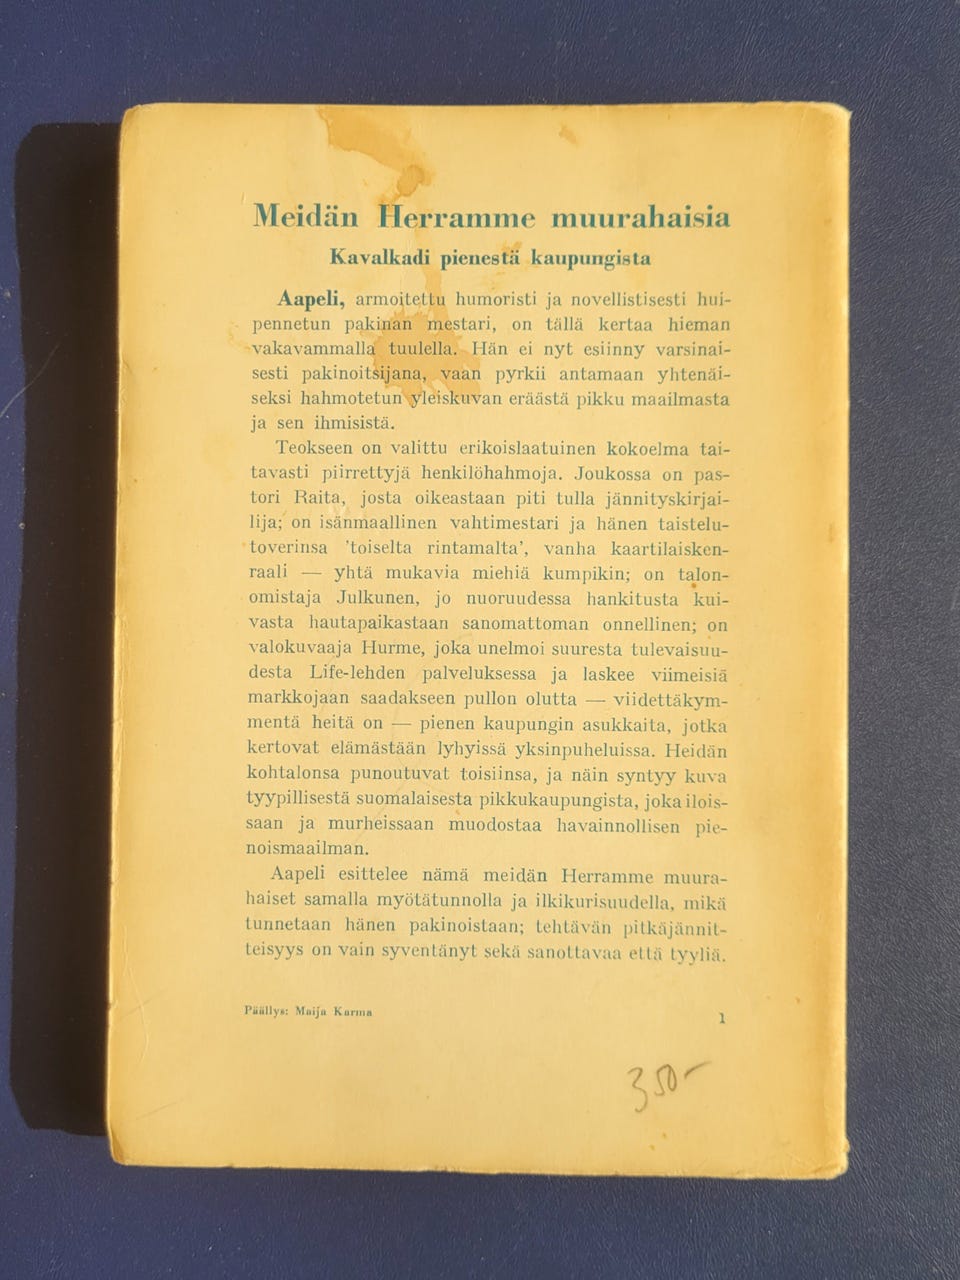 Meidän Herramme muurahaisia
Kavalkadi pienestä kaupungista
Aapeli, armoitettu humoristi ja novellistisesti hui-
pennetun pakinan mestari, on tällä kertaa hieman
vakavammalla tuulella. Hän ei nyt esiinny varsinai-
sesti pakinoitsijana, vaan pyrkii antamaan yhtenäi-
seksi hahmotetun yleiskuvan eräästä pikku maailmasta
ja sen ihmisistä.
Teokseen on valittu erikoislaatuinen kokoelma tai-
tavasti piirrettyjä henkilöhahmoja. Joukossa on pas-
tori Raita, josta oikeastaan piti tulla jännityskirjai-
lija; on isänmaallinen vahtimestari ja hänen taistelu-
toverinsa 'toiselta rintamalta', vanha kaartilaisken-
raali — yhtä mukavia miehiä kumpikin; on talon-
omistaja Julkunen, jo nuoruudessa hankitusta kui-
vasta hautapaikastaan sanomattoman onnellinen; on
valokuvaaja Hurme, joka unelmoi suuresta tulevaisuu-
desta Life-lehden palveluksessa ja laskee viimeisiä
markkojaan saadakseen pullon olutta — viidettäkym-
mentä heitä on — pienen kaupungin asukkaita, jotka
kertovat elämästään lyhyissä yksinpuheluissa. Heidän
kohtalonsa punoutuvat toisiinsa, ja näin syntyy kuva
tyypillisestä suomalaisesta pikkukaupungista, joka ilois-
saan ja murheissaan muodostaa havainnollisen pie-
noismaailman.
Aapeli esittelee nämä meidän Herramme muura-
haiset samalla myötätunnolla ja ilkikurisuudella, mikä
tunnetaan hänen pakinoistaan; tehtävän pitkäjännit-
teisyys on vain syventänyt sekä sanottavaa että tyyliä.
Päällys: Maija Karma
1
350-